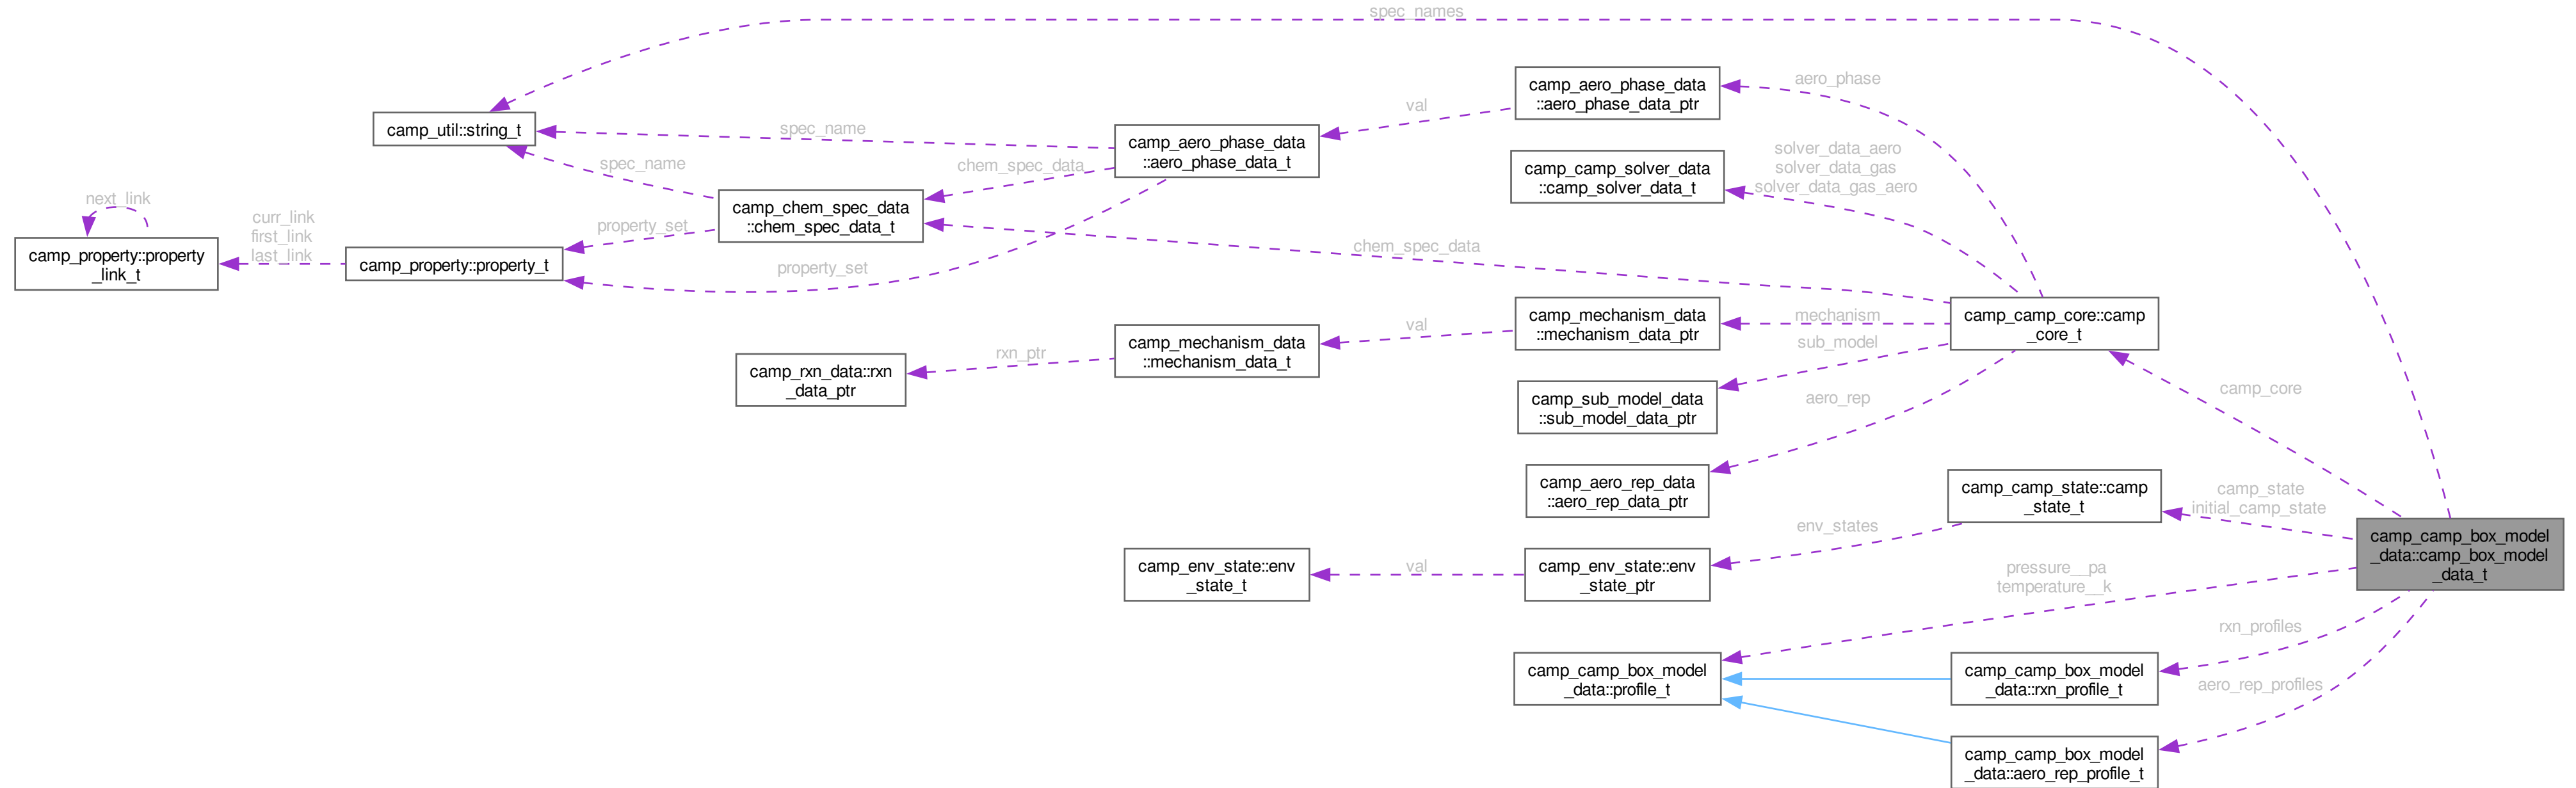 spec_names
camp_aero_phase_data
::aero_phase_data_ptr
aero_phase
val
camp_util::string_t
spec_name
camp_aero_phase_data
::aero_phase_data_t
spec_name
chem_spec_data
camp_camp_solver_data
::camp_solver_data_t
solver_data_aero
solver_data_gas
solver_data_gas_aero
next_link
camp_property::property
_link_t
curr_link
first_link
last_link
camp_property::property_t
property_set
camp_chem_spec_data
::chem_spec_data_t
property_set
chem_spec_data
camp_camp_core::camp
_core_t
mechanism
camp_mechanism_data
::mechanism_data_ptr
val
camp_mechanism_data
::mechanism_data_t
rxn_ptr
camp_rxn_data::rxn
_data_ptr
sub_model
camp_sub_model_data
::sub_model_data_ptr
aero_rep
camp_aero_rep_data
::aero_rep_data_ptr
camp_core
camp_camp_state::camp
_state_t
camp_state
initial_camp_state
env_states
camp_env_state::env
_state_ptr
val
camp_env_state::env
_state_t
camp_camp_box_model
_data::camp_box_model
_data_t
pressure__pa
temperature__k
camp_camp_box_model
_data::profile_t
rxn_profiles
camp_camp_box_model
_data::rxn_profile_t
aero_rep_profiles
camp_camp_box_model
_data::aero_rep_profile_t